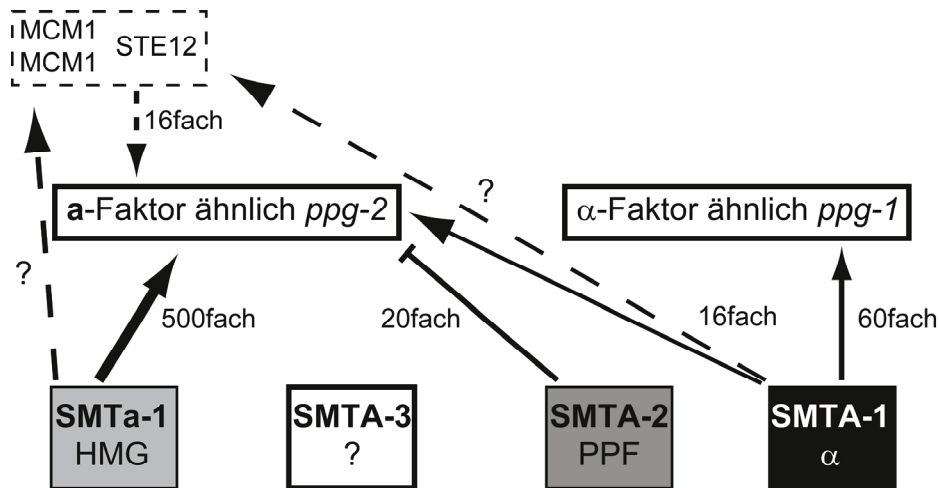 MCM1
MCM1
STE12
16fach
?
a-Faktor ähnlich ppg-2
α-Faktor ähnlich ppg-1
?
500fach
20fach
16fach
60fach
SMTa-1
HMG
SMTA-3
?
SMTA-2
PPF
SMTA-1
α